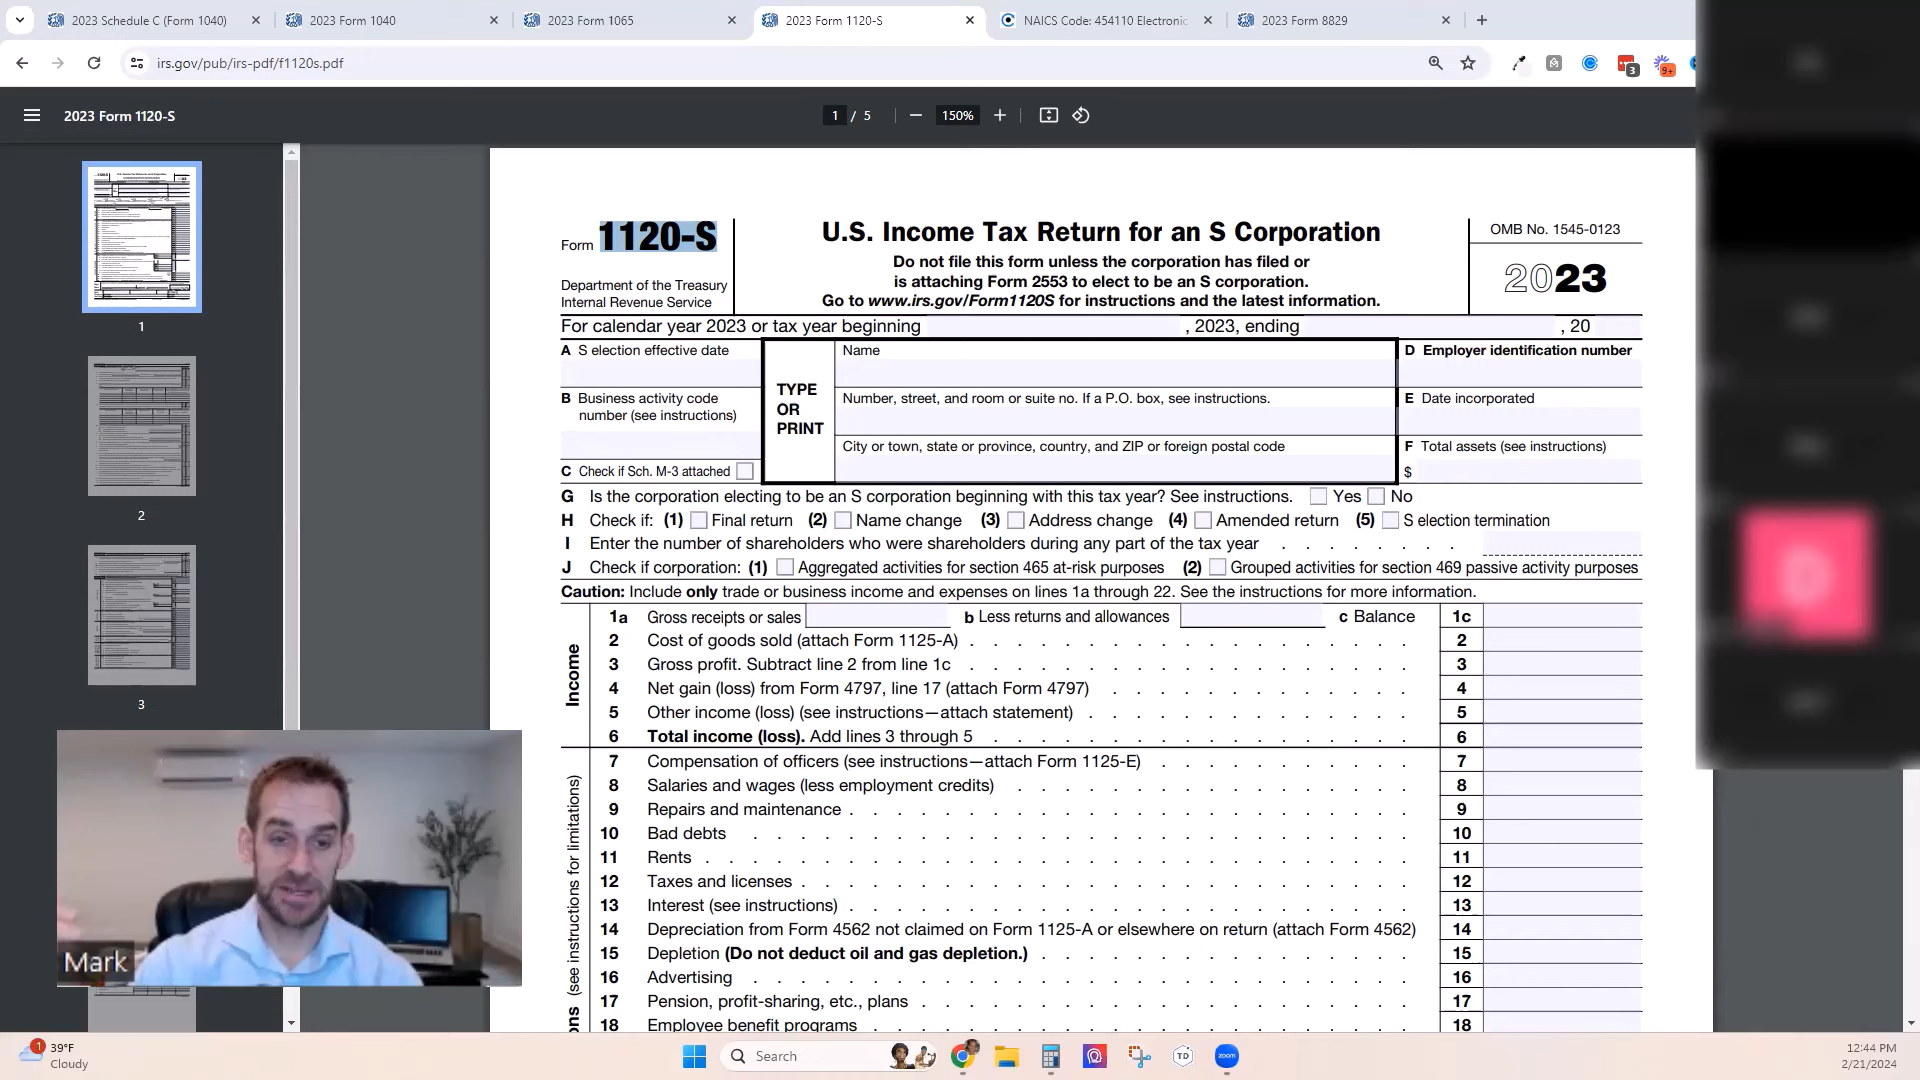 2023 Schedule C (Form 1040)
2023 Form 1040
2023 Form 1065
2023 Form 1120-S
NAICS Code: 454110 Electronic
2023 Form 8829
irs.gov/pub/irs-pdf/f1120s.pdf
3
9+
2023 Form 1120-S
1 / 5
150%
1
2
3
Form 1120-S
Department of the Treasury
Internal Revenue Service
U.S. Income Tax Return for an S Corporation
Do not file this form unless the corporation has filed or
is attaching Form 2553 to elect to be an S corporation.
Go to www.irs.gov/Form1120S for instructions and the latest information.
OMB No. 1545-0123
2023
For calendar year 2023 or tax year beginning , 2023, ending , 20
A S election effective date
B Business activity code
number (see instructions)
C Check if Sch. M-3 attached
TYPE
OR
PRINT
Name
Number, street, and room or suite no. If a P.O. box, see instructions.
City or town, state or province, country, and ZIP or foreign postal code
D Employer identification number
E Date incorporated
F Total assets (see instructions)
$
G Is the corporation electing to be an S corporation beginning with this tax year? See instructions. Yes No
H Check if: (1) Final return (2) Name change (3) Address change (4) Amended return (5) S election termination
I Enter the number of shareholders who were shareholders during any part of the tax year . . . . . . . .
J Check if corporation: (1) Aggregated activities for section 465 at-risk purposes (2) Grouped activities for section 469 passive activity purposes
Caution: Include only trade or business income and expenses on lines 1a through 22. See the instructions for more information.
Income
1a Gross receipts or sales b Less returns and allowances c Balance 1c
2 Cost of goods sold (attach Form 1125-A) 2
3 Gross profit. Subtract line 2 from line 1c 3
4 Net gain (loss) from Form 4797, line 17 (attach Form 4797) 4
5 Other income (loss) (see instructions—attach statement) 5
6 Total income (loss). Add lines 3 through 5 6
ns (see instructions for limitations)
7 Compensation of officers (see instructions—attach Form 1125-E) 7
8 Salaries and wages (less employment credits) 8
9 Repairs and maintenance 9
10 Bad debts 10
11 Rents 11
12 Taxes and licenses 12
13 Interest (see instructions) 13
14 Depreciation from Form 4562 not claimed on Form 1125-A or elsewhere on return (attach Form 4562) 14
15 Depletion (Do not deduct oil and gas depletion.) 15
16 Advertising 16
17 Pension, profit-sharing, etc., plans 17
18 Employee benefit programs 18
Mark
1
39°F
Cloudy
Search
TD
zoom
12:44 PM
2/21/2024